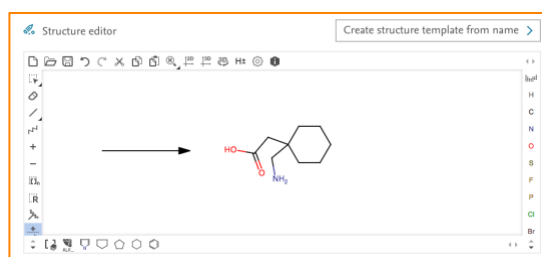 Structure editor
Create structure template from name
H±
H
C
N
O
S
F
P
Cl
Br
HO
O
NH₂